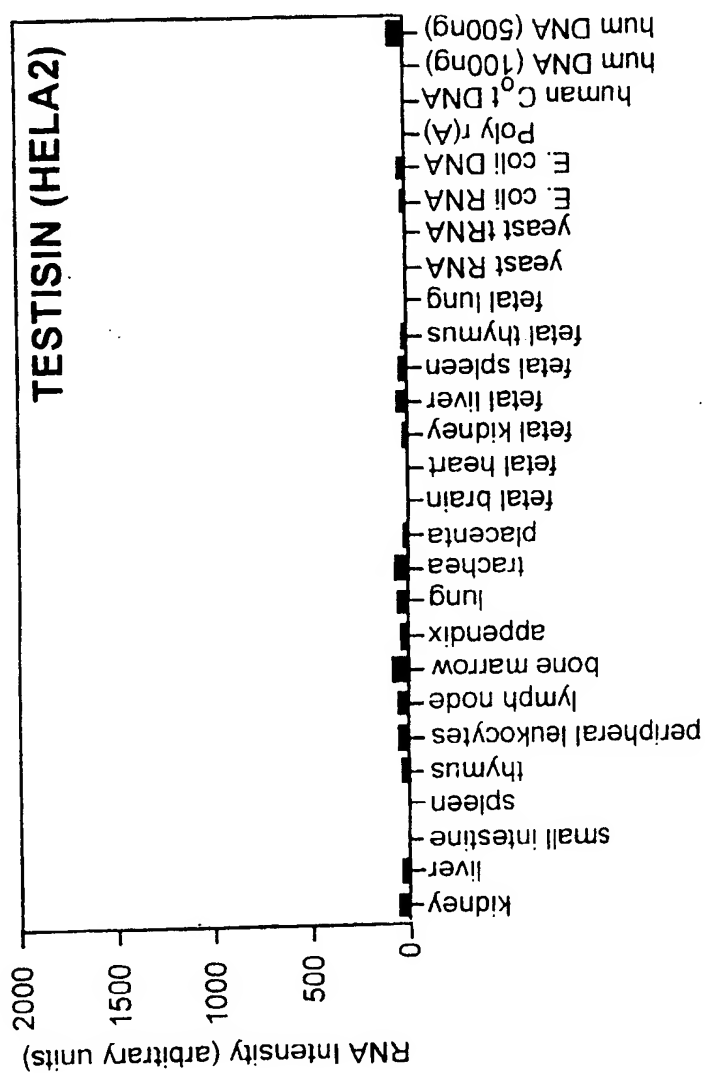 TESTISIN (HELA2)
RNA Intensity (arbitrary units)
2000
1500
1000
500
0
kidney
liver
small intestine
spleen
thymus
peripheral leukocytes
lymph node
bone marrow
appendix
lung
trachea
placenta
fetal brain
fetal heart
fetal kidney
fetal liver
fetal spleen
fetal thymus
fetal lung
yeast RNA
yeast tRNA
E. coli RNA
E. coli DNA
Poly r(A)
human C₀t DNA
hum DNA (100ng)
hum DNA (500ng)